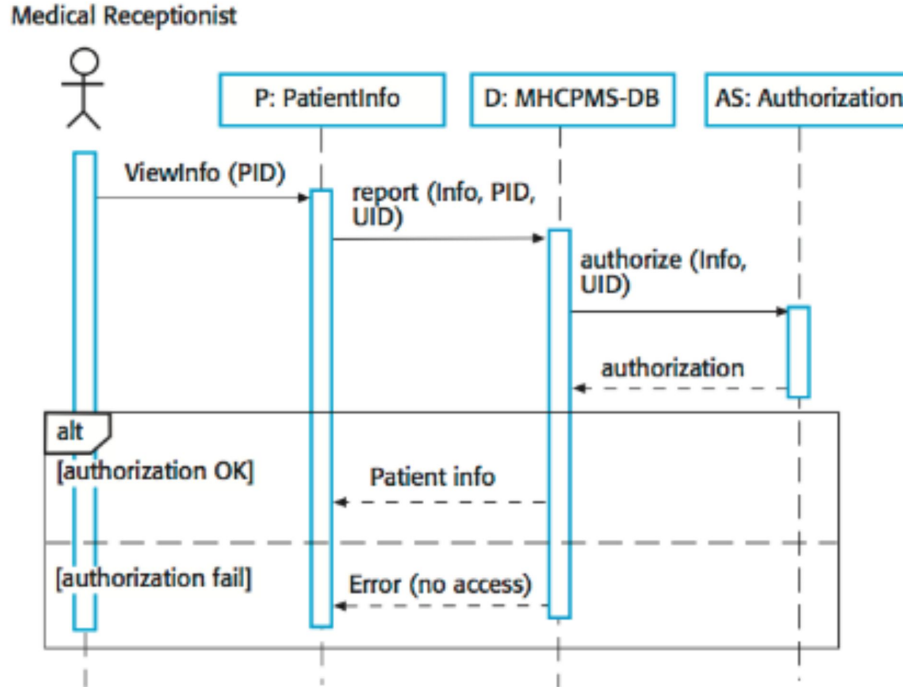 Medical Receptionist
P: PatientInfo
D: MHCPMS-DB
AS: Authorization
ViewInfo (PID)
report (Info, PID,
UID)
authorize (Info,
UID)
authorization
alt
[authorization OK]
Patient info
[authorization fail]
Error (no access)